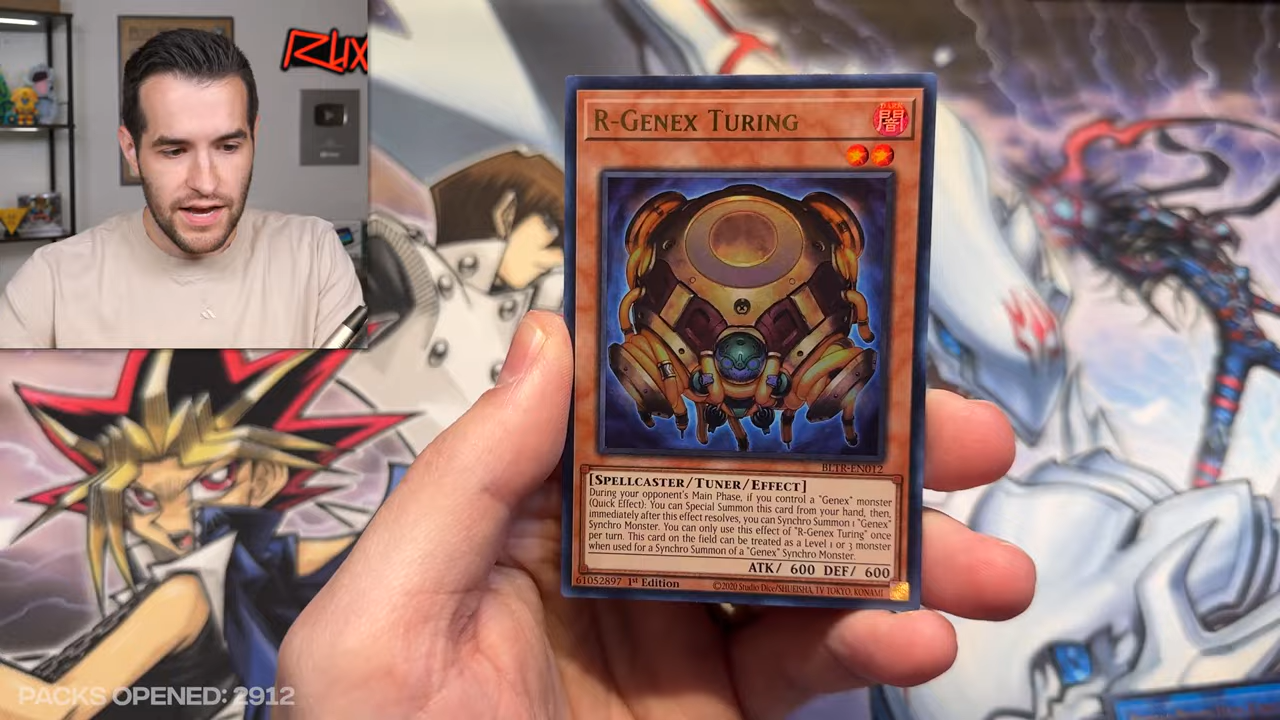 RUX
R-GENEX TURING
DARK
闇
BLTR-EN012
[SPELLCASTER/TUNER/EFFECT]
During your opponent's Main Phase, if you control a "Genex" monster
(Quick Effect): You can Special Summon this card from your hand, then,
immediately after this effect resolves, you can Synchro Summon 1 "Genex"
Synchro Monster. You can only use this effect of "R-Genex Turing" once
per turn. This card on the field can be treated as a Level 1 or 3 monster
when used for a Synchro Summon of a "Genex" Synchro Monster.
ATK/ 600 DEF/ 600
61052897 1st Edition ©2020 Studio Dice/SHUEISHA, TV TOKYO, KONAMI
PACKS OPENED: 2912